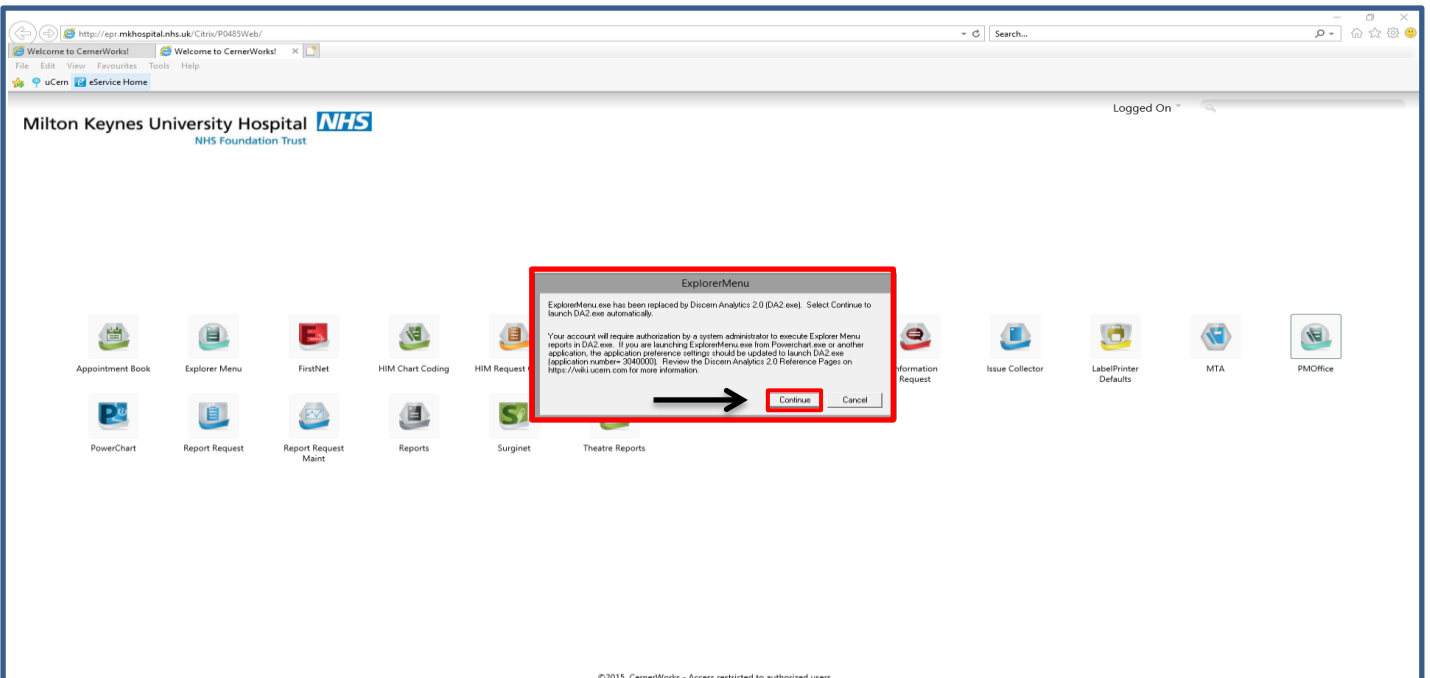 http://epr.mkhospital.nhs.uk/Citrix/P0485Web/
Search...
Welcome to CernerWorks!
Welcome to CernerWorks!
File Edit View Favourites Tools Help
uCern eService Home
Logged On
Milton Keynes University Hospital NHS
NHS Foundation Trust
ExplorerMenu
ExplorerMenu.exe has been replaced by Discern Analytics 2.0 (DA2.exe). Select Continue to
launch DA2.exe automatically.
Your account will require authorization by a system administrator to execute Explorer Menu
reports in DA2.exe. If you are launching ExplorerMenu.exe from Powerchart.exe or another
application, the application preference settings should be updated to launch DA2.exe
(application number= 3040000). Review the Discern Analytics 2.0 Reference Pages on
https://wiki.ucern.com for more information.
Continue Cancel
Appointment Book Explorer Menu FirstNet HIM Chart Coding HIM Request Issue Collector LabelPrinter MTA PMOffice
Request Defaults
PowerChart Report Request Report Request Reports Surginet Theatre Reports
Maint
©2015 CernerWorks - Access restricted to authorized users